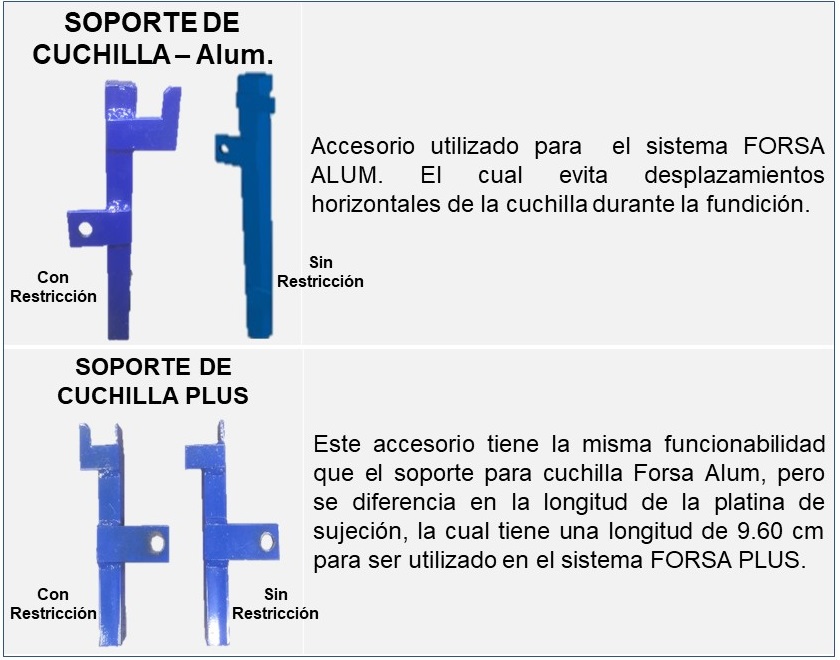 SOPORTE DE
CUCHILLA – Alum.
Con
Restricción
Sin
Restricción
Accesorio utilizado para el sistema FORSA
ALUM. El cual evita desplazamientos
horizontales de la cuchilla durante la fundición.
SOPORTE DE
CUCHILLA PLUS
Con
Restricción
Sin
Restricción
Este accesorio tiene la misma funcionabilidad
que el soporte para cuchilla Forsa Alum, pero
se diferencia en la longitud de la platina de
sujeción, la cual tiene una longitud de 9.60 cm
para ser utilizado en el sistema FORSA PLUS.